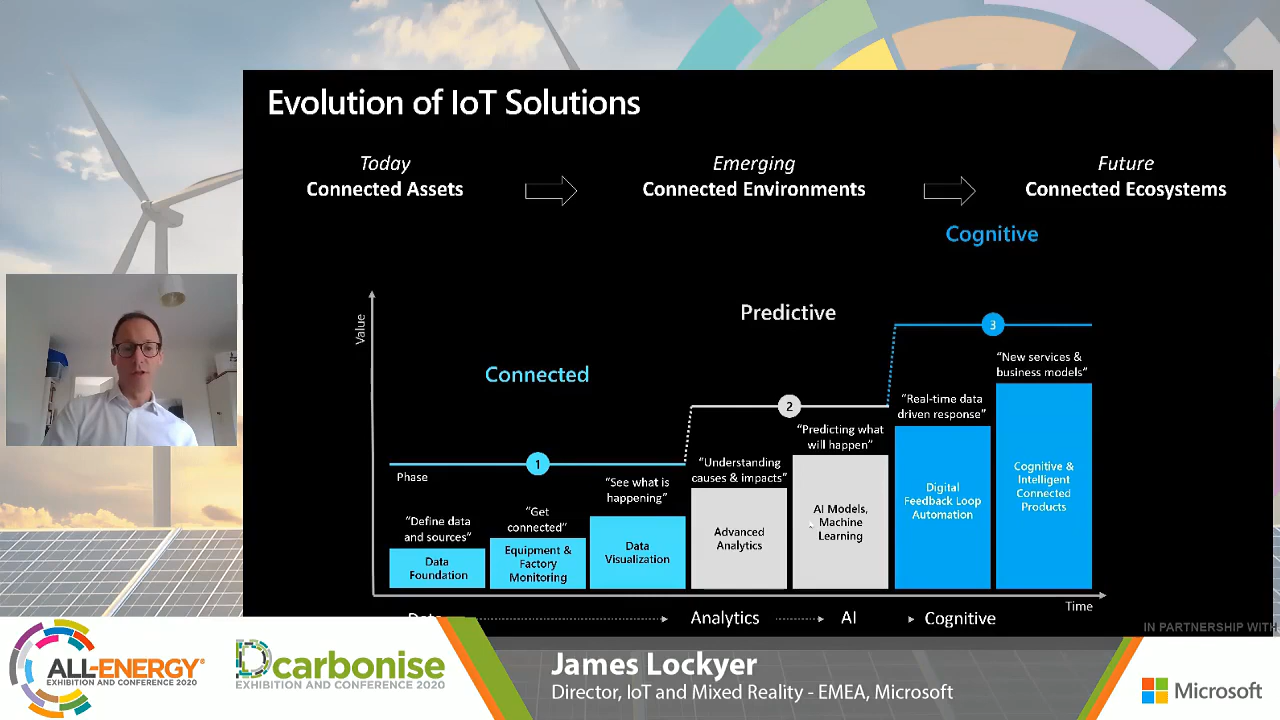 Evolution of IoT Solutions
Today
Connected Assets
Emerging
Connected Environments
Future
Connected Ecosystems
Cognitive
Predictive
Connected
Value
3
2
1
Phase
"Define data
and sources"
Data
Foundation
"Get
connected"
Equipment &
Factory
Monitoring
"See what is
happening"
Data
Visualization
"Understanding
causes & impacts"
Advanced
Analytics
"Predicting what
will happen"
AI Models,
Machine
Learning
"Real-time data
driven response"
Digital
Feedback Loop
Automation
"New services &
business models"
Cognitive &
Intelligent
Connected
Products
Time
Data
Analytics
AI
Cognitive
IN PARTNERSHIP WITH
ALL-ENERGY®
EXHIBITION AND CONFERENCE 2020
Dcarbonise
EXHIBITION AND CONFERENCE 2020
James Lockyer
Director, IoT and Mixed Reality - EMEA, Microsoft
Microsoft